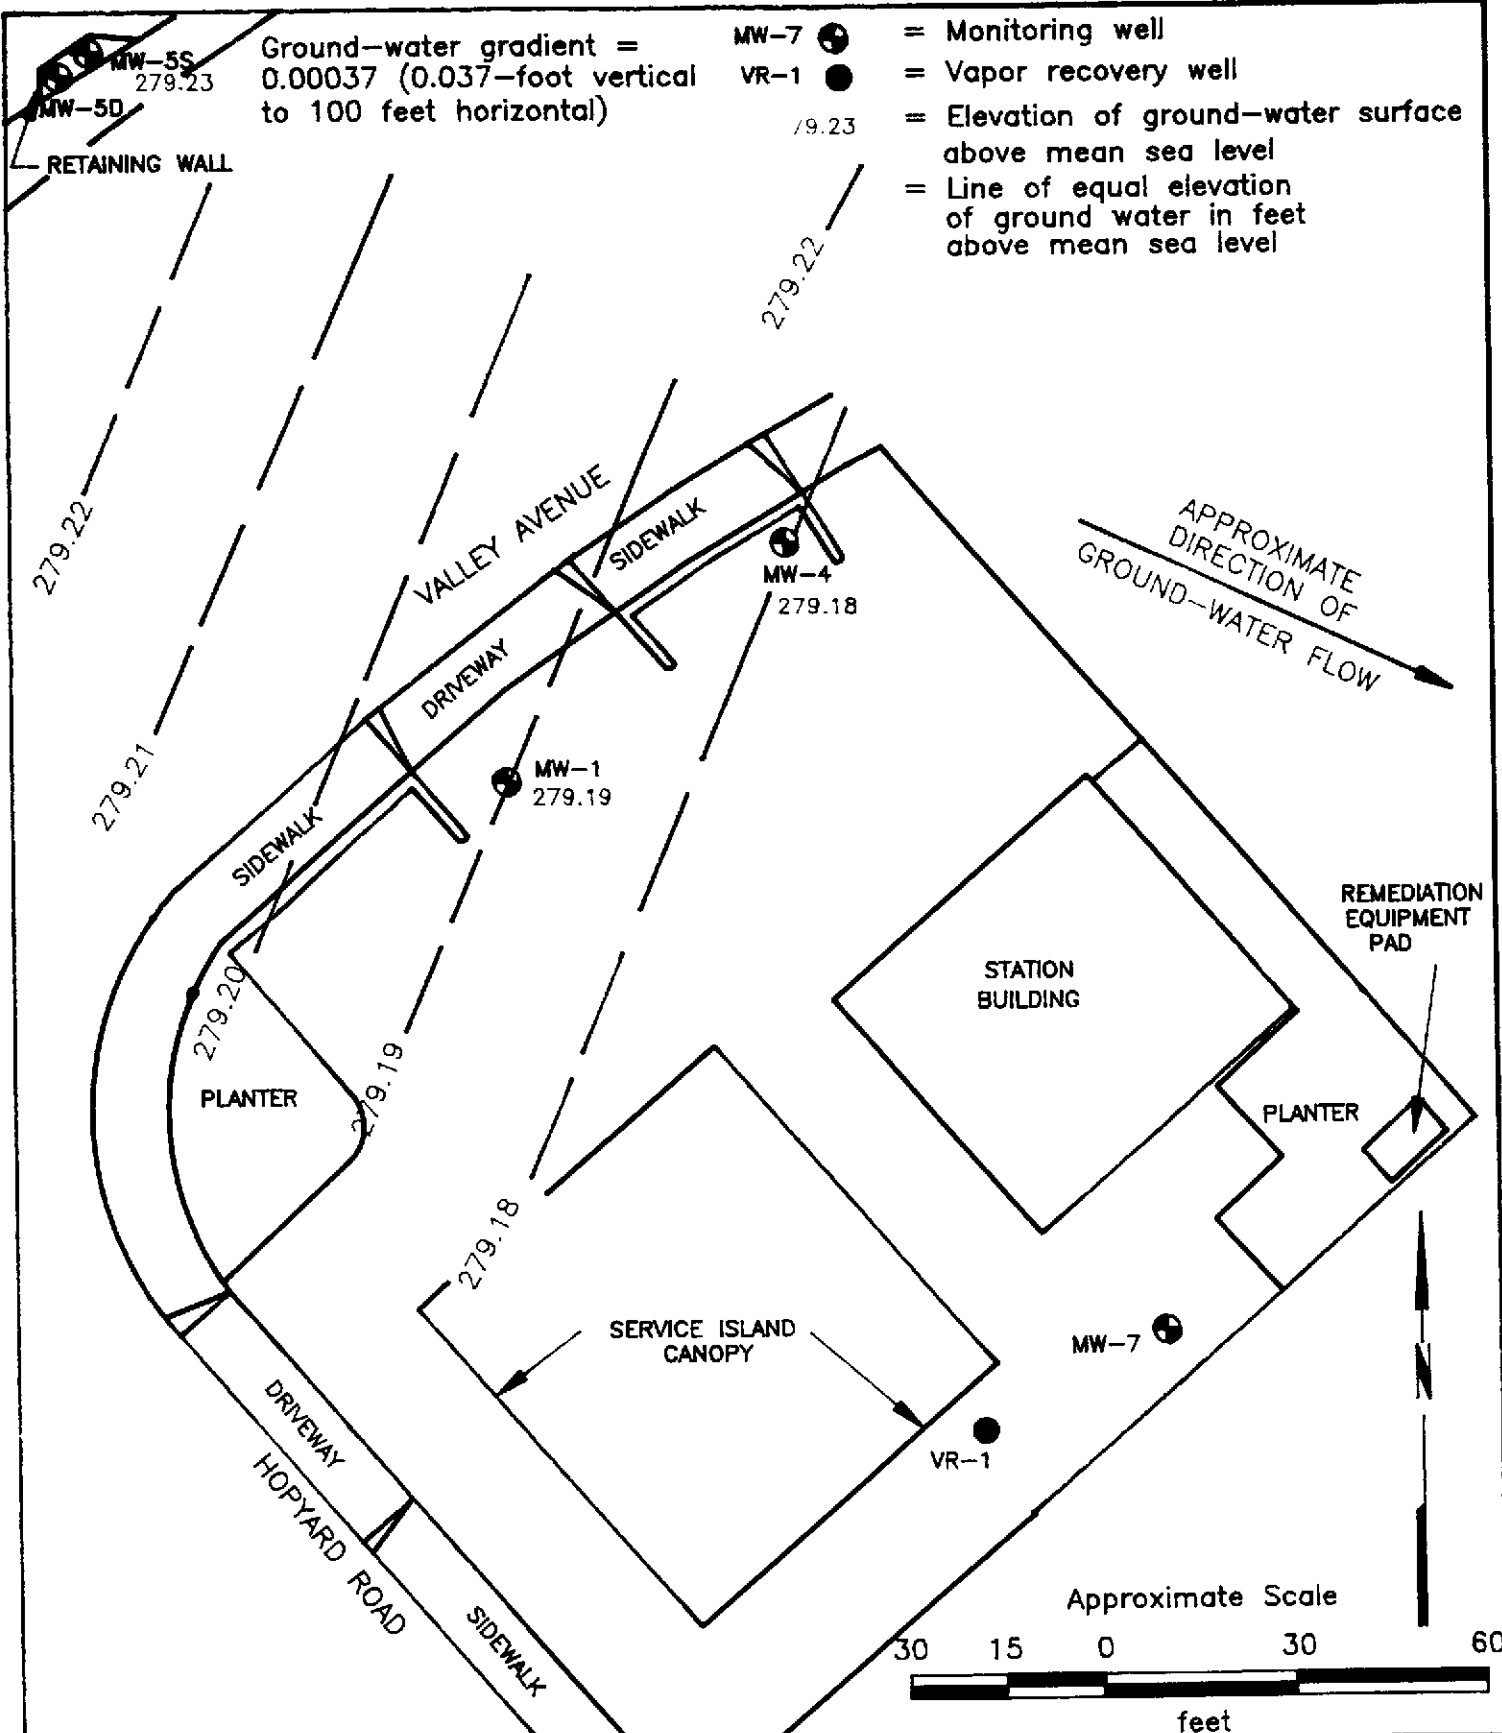 MW-5S
279.23
MW-5D
RETAINING WALL
Ground-water gradient =
0.00037 (0.037-foot vertical
to 100 feet horizontal)
MW-7 = Monitoring well
VR-1 = Vapor recovery well
79.23 = Elevation of ground-water surface
above mean sea level
279.22 = Line of equal elevation
of ground water in feet
above mean sea level
279.22
279.21
279.20
279.19
279.18
VALLEY AVENUE
SIDEWALK
DRIVEWAY
SIDEWALK
MW-4
279.18
MW-1
279.19
APPROXIMATE
DIRECTION OF
GROUND-WATER FLOW
STATION
BUILDING
REMEDIATION
EQUIPMENT
PAD
PLANTER
PLANTER
SERVICE ISLAND
CANOPY
MW-7
VR-1
DRIVEWAY
HOPYARD ROAD
SIDEWALK
N
Approximate Scale
30 15 0 30 60
feet